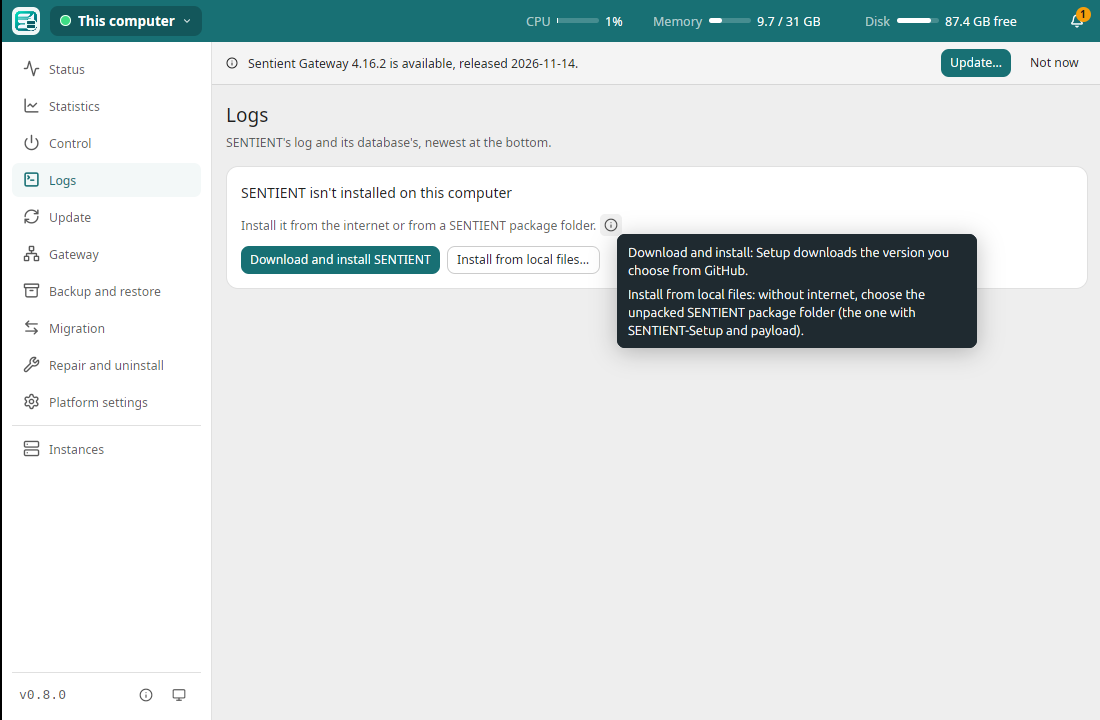 This computer
CPU 1% Memory 9.7 / 31 GB Disk 87.4 GB free 1
Status
Statistics
Control
Logs
Update
Gateway
Backup and restore
Migration
Repair and uninstall
Platform settings
Instances
v0.8.0
Sentient Gateway 4.16.2 is available, released 2026-11-14.
Update...
Not now
Logs
SENTIENT's log and its database's, newest at the bottom.
SENTIENT isn't installed on this computer
Install it from the internet or from a SENTIENT package folder.
Download and install SENTIENT
Install from local files...
Download and install: Setup downloads the version you
choose from GitHub.
Install from local files: without internet, choose the
unpacked SENTIENT package folder (the one with
SENTIENT-Setup and payload).